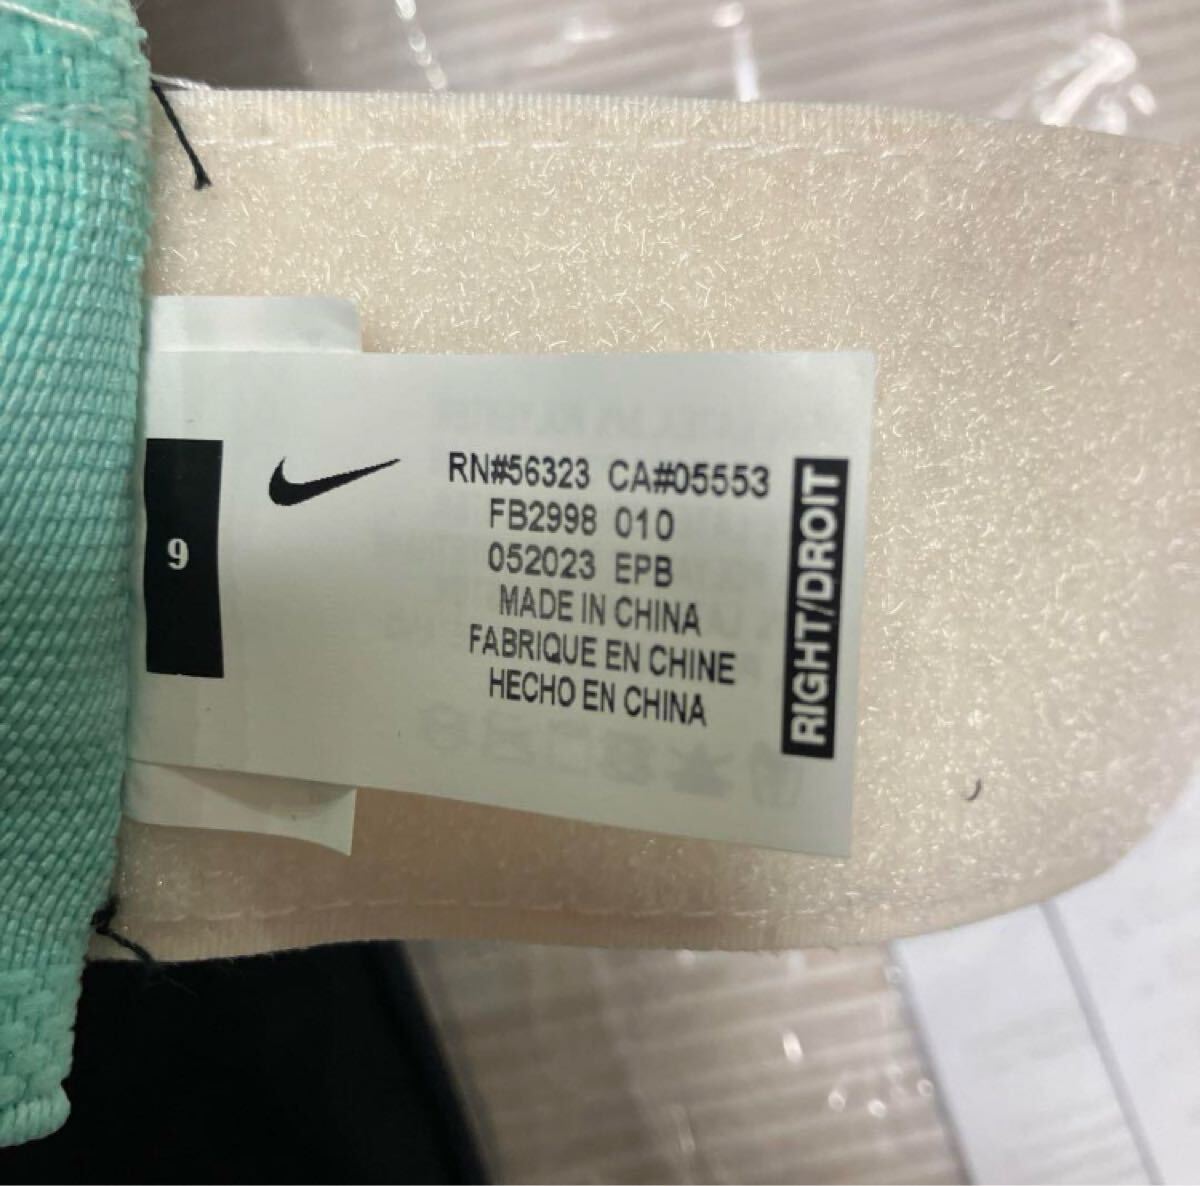 9
RN#56323 CA#05553
FB2998 010
052023 EPB
MADE IN CHINA
FABRIQUE EN CHINE
HECHO EN CHINA
RIGHT/DROIT